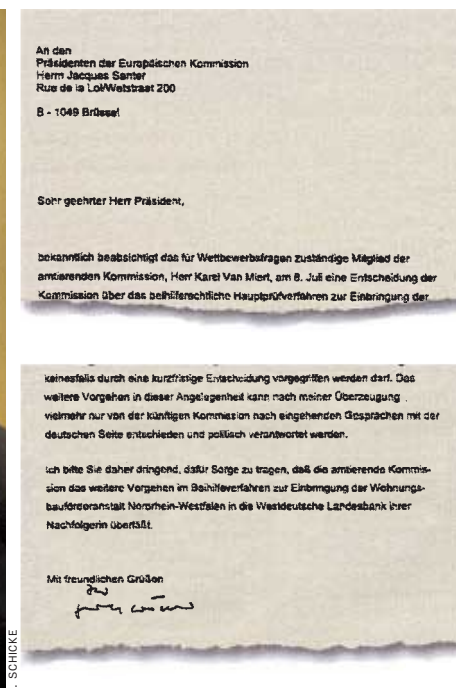 An den
Präsidenten der Europäischen Kommission
Herrn Jacques Santer
Rue de la Loi/Wetstraat 200
B - 1049 Brüssel
Sehr geehrter Herr Präsident,
bekanntlich beabsichtigt das für Wettbewerbsfragen zuständige Mitglied der
amtierenden Kommission, Herr Karel Van Miert, am 8. Juli eine Entscheidung der
Kommission über das beihilferechtliche Hauptprüfverfahren zur Einbringung der
keinesfalls durch eine kurzfristige Entscheidung vorgegriffen werden darf. Das
weitere Vorgehen in dieser Angelegenheit kann nach meiner Überzeugung
vielmehr nur von der künftigen Kommission nach eingehenden Gesprächen mit der
deutschen Seite entschieden und politisch verantwortet werden.
Ich bitte Sie daher dringend, dafür Sorge zu tragen, daß die amtierende Kommis-
sion das weitere Vorgehen im Beihilfeverfahren zur Einbringung der Wohnungs-
bauförderanstalt Nordrhein-Westfalen in die Westdeutsche Landesbank ihrer
Nachfolgerin überläßt.
Mit freundlichen Grüßen
. SCHICKE